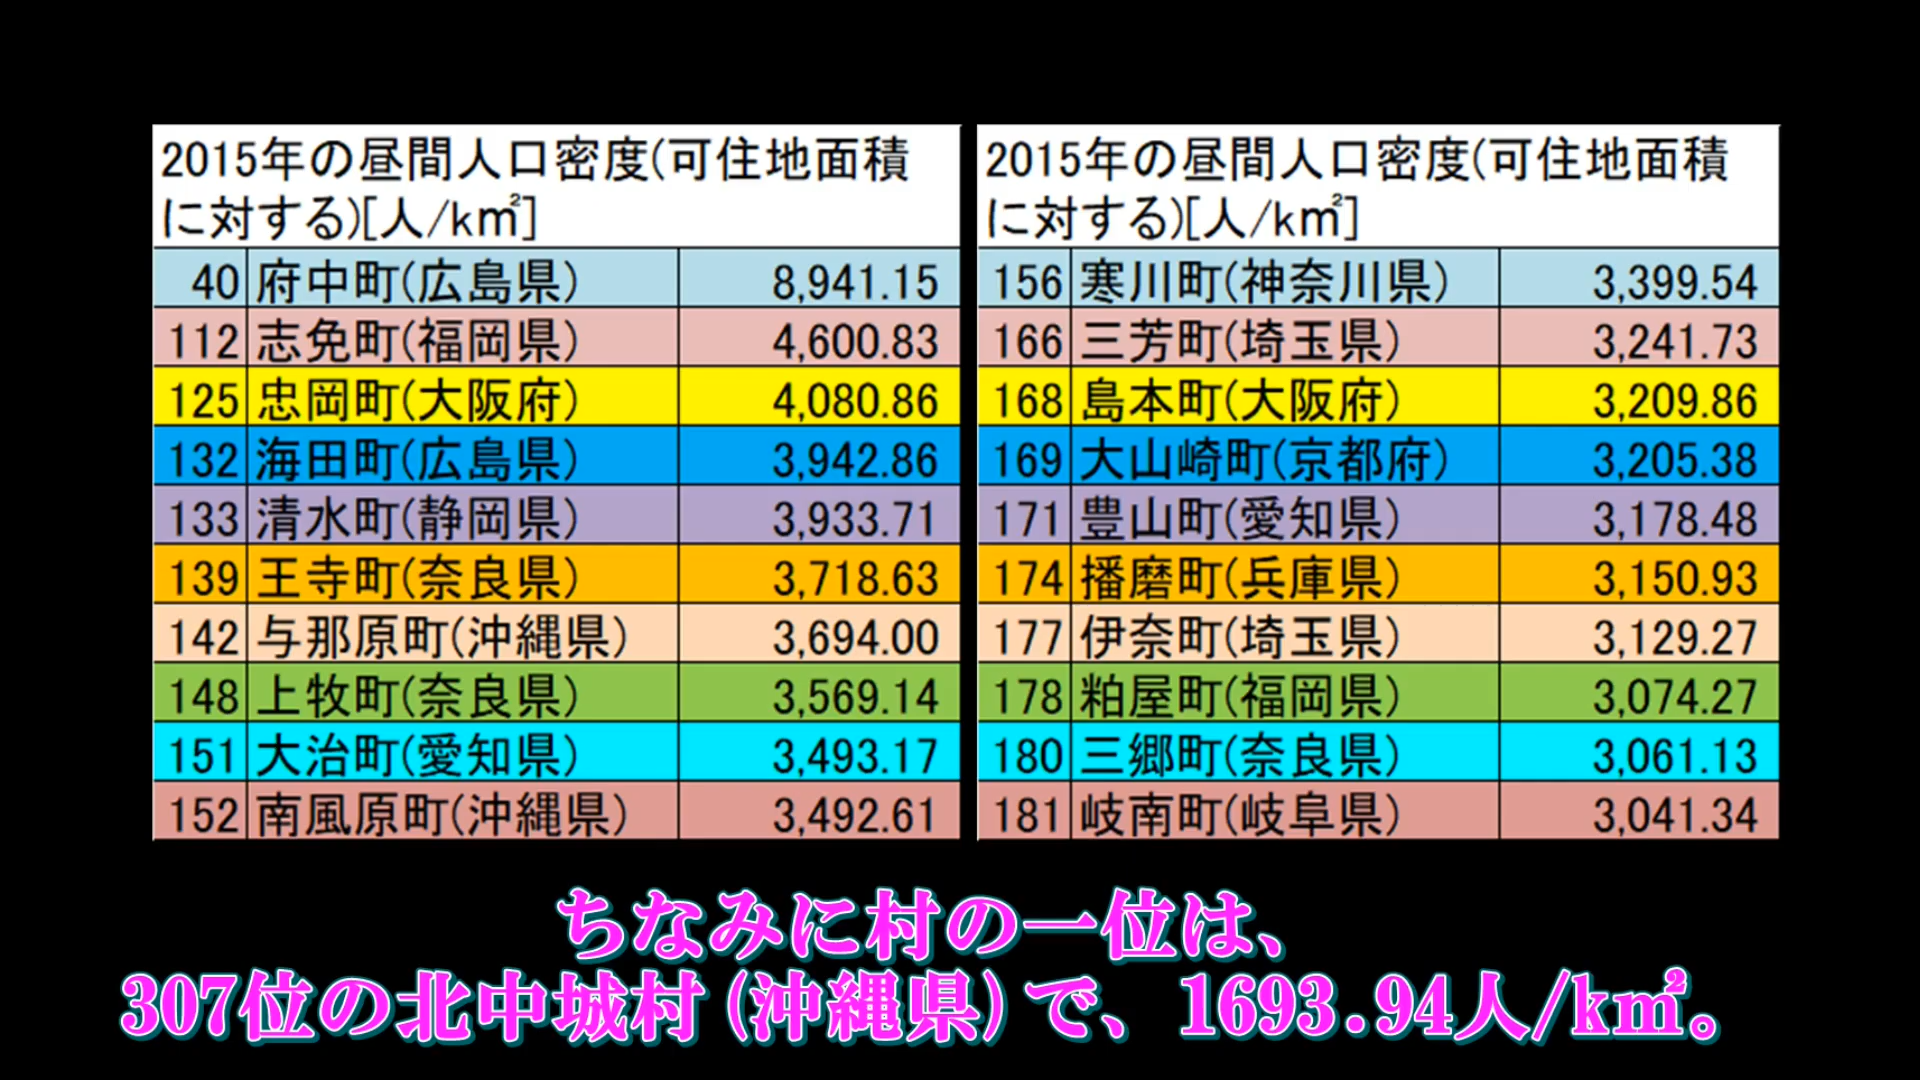 2015年の昼間人口密度(可住地面積
に対する)[人/k㎡]
40 府中町(広島県) 8,941.15
112 志免町(福岡県) 4,600.83
125 忠岡町(大阪府) 4,080.86
132 海田町(広島県) 3,942.86
133 清水町(静岡県) 3,933.71
139 王寺町(奈良県) 3,718.63
142 与那原町(沖縄県) 3,694.00
148 上牧町(奈良県) 3,569.14
151 大治町(愛知県) 3,493.17
152 南風原町(沖縄県) 3,492.61
2015年の昼間人口密度(可住地面積
に対する)[人/k㎡]
156 寒川町(神奈川県) 3,399.54
166 三芳町(埼玉県) 3,241.73
168 島本町(大阪府) 3,209.86
169 大山崎町(京都府) 3,205.38
171 豊山町(愛知県) 3,178.48
174 播磨町(兵庫県) 3,150.93
177 伊奈町(埼玉県) 3,129.27
178 粕屋町(福岡県) 3,074.27
180 三郷町(奈良県) 3,061.13
181 岐南町(岐阜県) 3,041.34
ちなみに村の一位は、
307位の北中城村(沖縄県)で、1693.94人/k㎡。